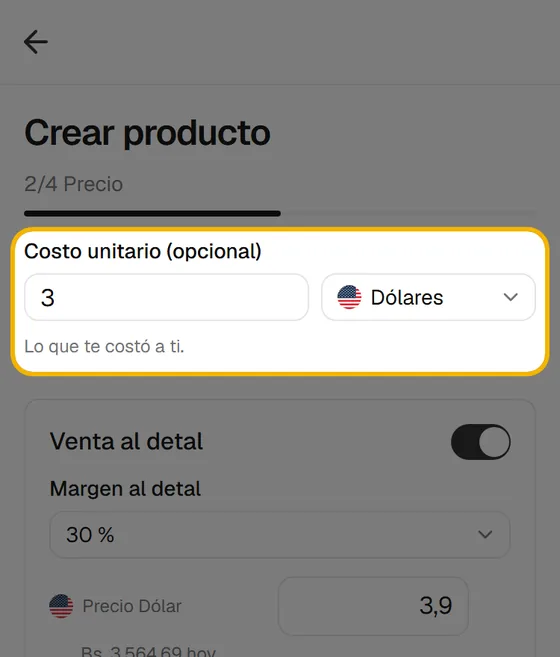 Crear producto
2/4 Precio
Costo unitario (opcional)
3
Dólares
Lo que te costó a ti.
Venta al detal
Margen al detal
30 %
Precio Dólar
3,9
Bs. 3.564,69 hoy